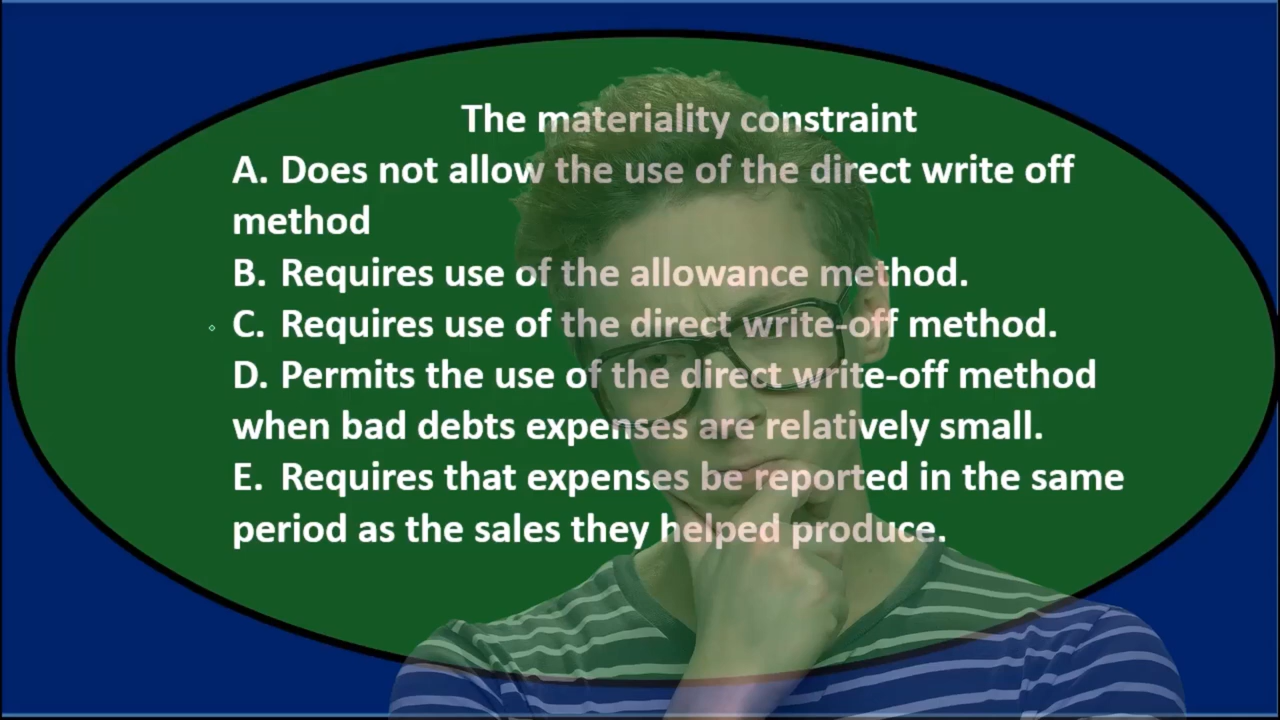 The materiality constraint
A. Does not allow the use of the direct write off
method
B. Requires use of the allowance method.
C. Requires use of the direct write-off method.
D. Permits the use of the direct write-off method
when bad debts expenses are relatively small.
E. Requires that expenses be reported in the same
period as the sales they helped produce.